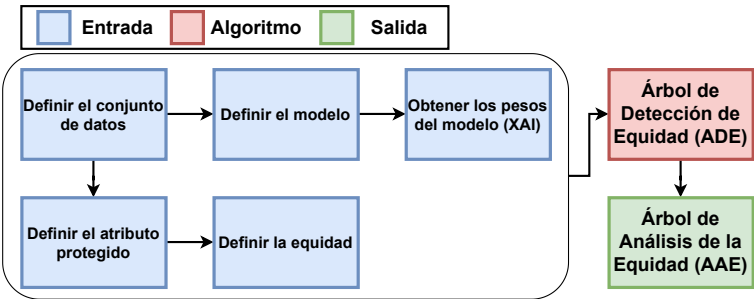 Entrada
Algoritmo
Salida
Definir el conjunto
de datos
Definir el modelo
Obtener los pesos
del modelo (XAI)
Árbol de
Detección de
Equidad (ADE)
Definir el atributo
protegido
Definir la equidad
Árbol de
Análisis de la
Equidad (AAE)